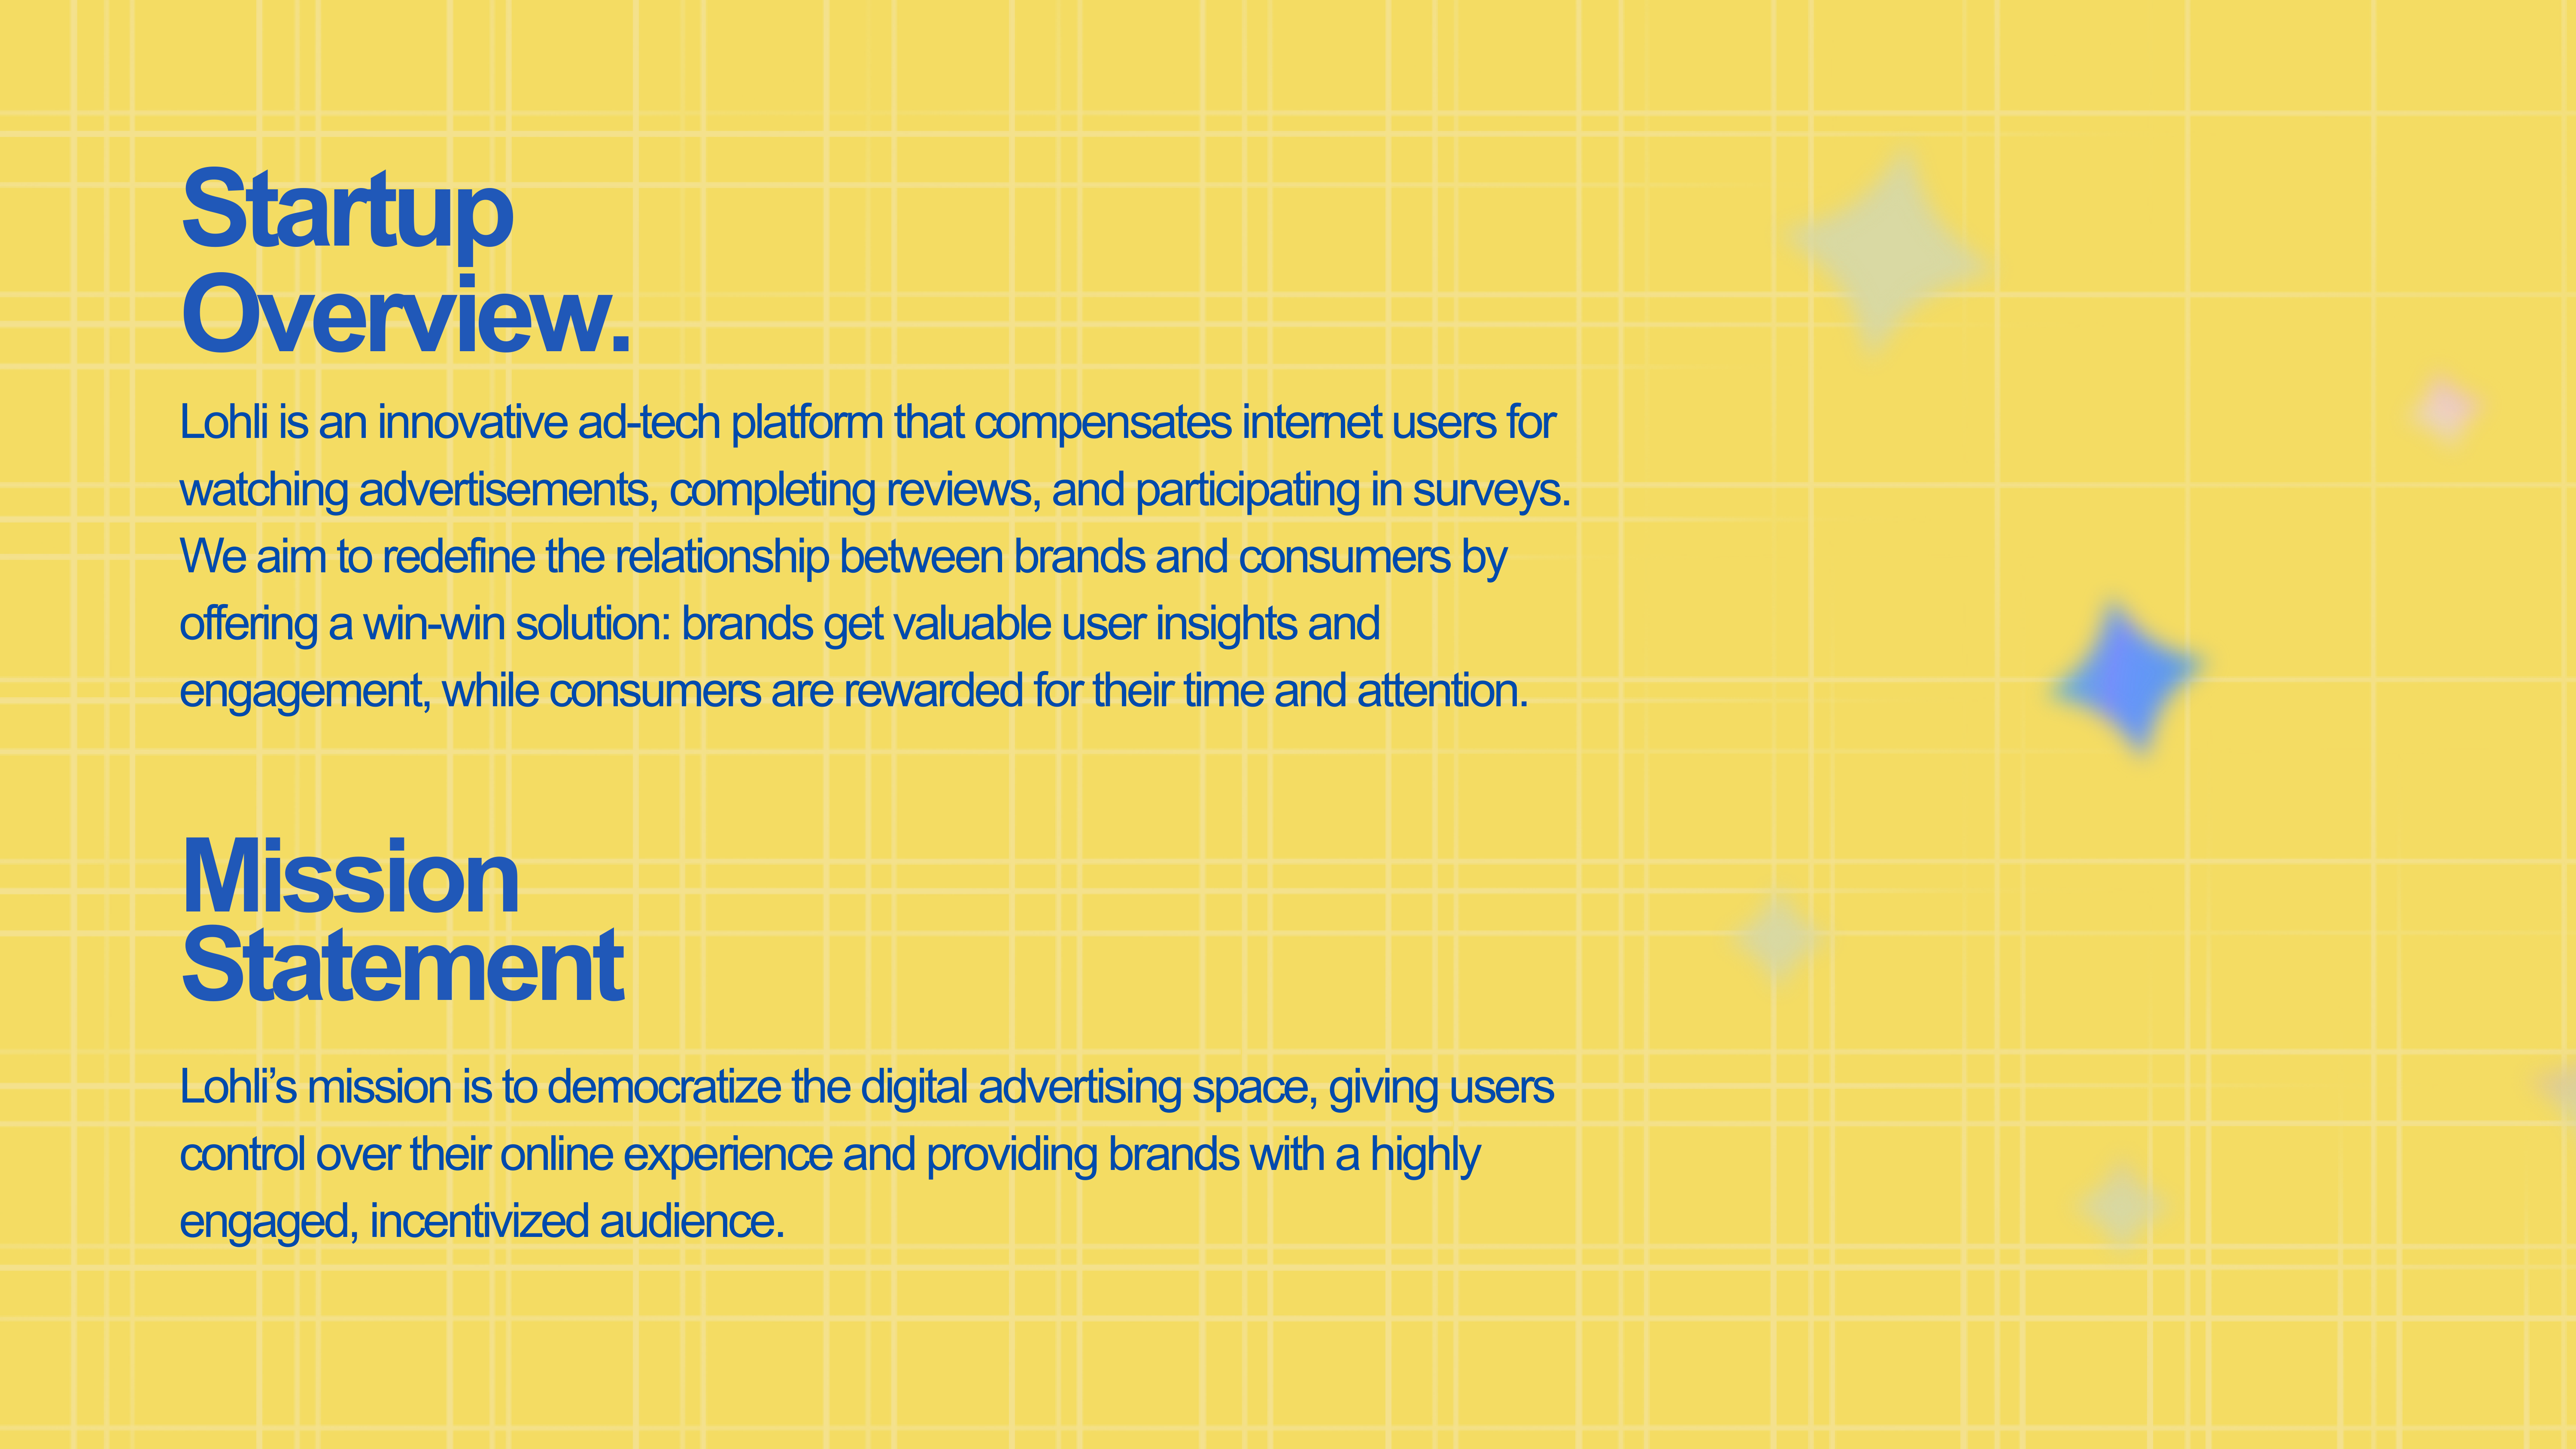 Startup
Overview.
Lohli is an innovative ad-tech platform that compensates internet users for
watching advertisements, completing reviews, and participating in surveys.
We aim to redefine the relationship between brands and consumers by
offering a win-win solution: brands get valuable user insights and
engagement, while consumers are rewarded for their time and attention.
Mission
Statement
Lohli’s mission is to democratize the digital advertising space, giving users
control over their online experience and providing brands with a highly
engaged, incentivized audience.